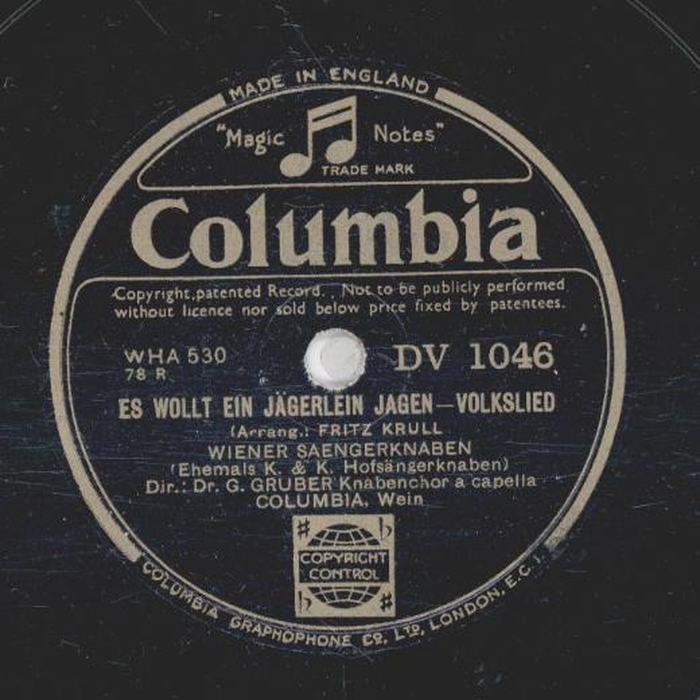 MADE IN ENGLAND
"Magic Notes"
TRADE MARK
Columbia
Copyright, patented Record. Not to be publicly performed
without licence nor sold below price fixed by patentees.
WHA 530
78 R
DV 1046
ES WOLLT EIN JÄGERLEIN JAGEN—VOLKSLIED
(Arrang.: FRITZ KRULL
WIENER SAENGERKNABEN
(Ehemals K. & K. Hofsängerknaben)
Dir.: Dr. G. GRUBER Knabenchor a capella
COLUMBIA, Wein
♯ ♭
COPYRIGHT
CONTROL
♭ ♯
COLUMBIA GRAPHOPHONE CO. LTD, LONDON, E.C.1